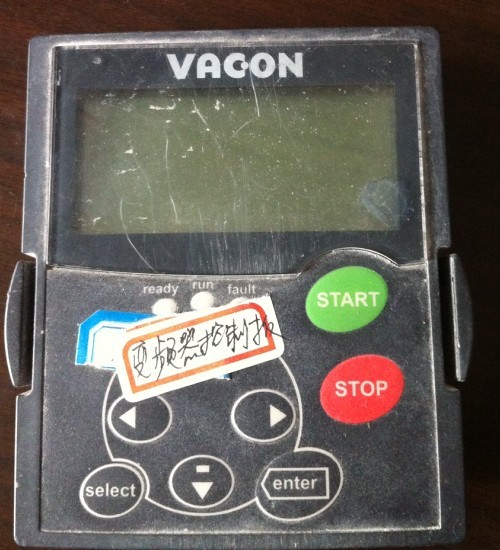 VACON
ready run fault
START
变频器控制板
STOP
select
enter